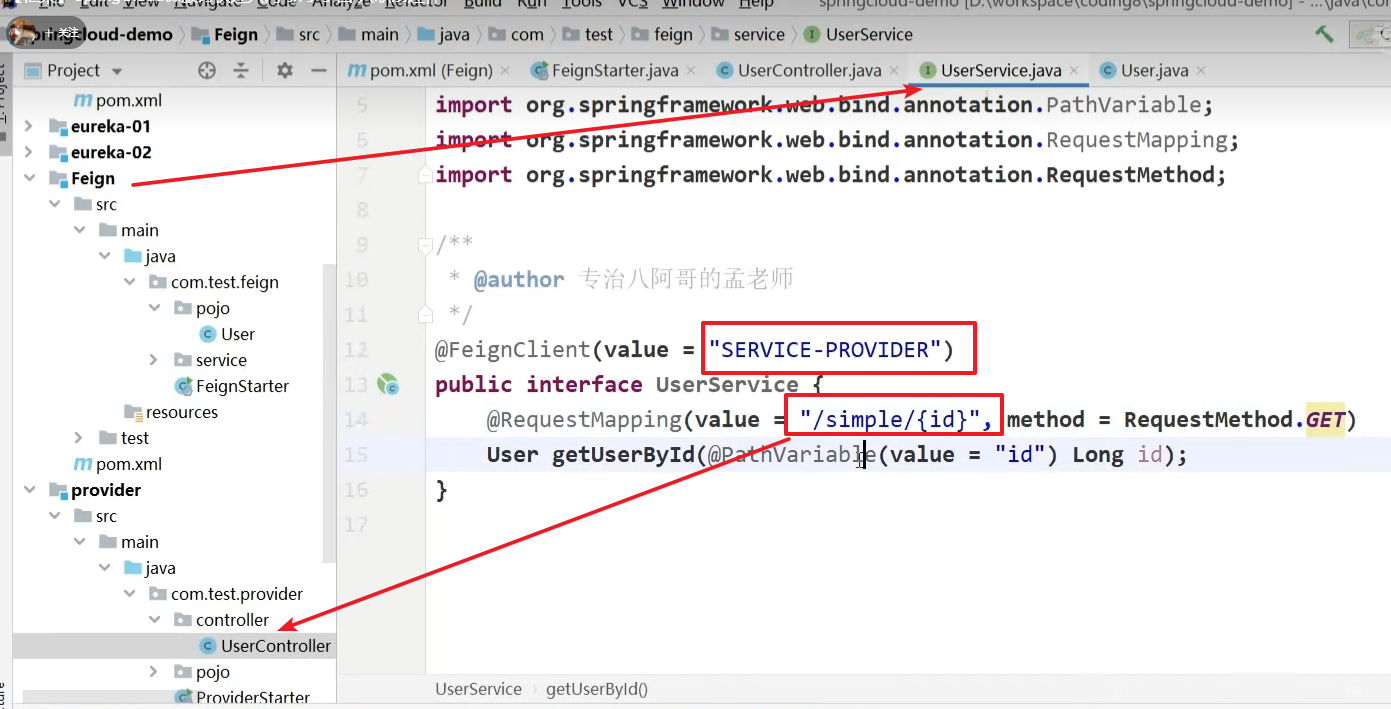 File Edit View Navigate Code Analyze Refactor Build Run Tools VCS Window Help springcloud-demo [D:\workspace\codings\springcloud-demo] - ...\java\com
+ 关注
cloud-demo Feign src main java com test feign service UserService
Project
pom.xml (Feign) FeignStarter.java UserController.java UserService.java User.java
pom.xml
eureka-01
eureka-02
Feign
src
main
java
com.test.feign
pojo
User
service
FeignStarter
resources
test
pom.xml
provider
src
main
java
com.test.provider
controller
UserController
pojo
ProviderStarter
5 import org.springframework.web.bind.annotation.PathVariable;
import org.springframework.web.bind.annotation.RequestMapping;
7 import org.springframework.web.bind.annotation.RequestMethod;
8
9 /**
10 * @author 专治八阿哥的孟老师
11 */
12 @FeignClient(value = "SERVICE-PROVIDER")
13 public interface UserService {
14 @RequestMapping(value = "/simple/{id}", method = RequestMethod.GET)
15 User getUserById(@PathVariable(value = "id") Long id);
16 }
17
UserService getUserById()